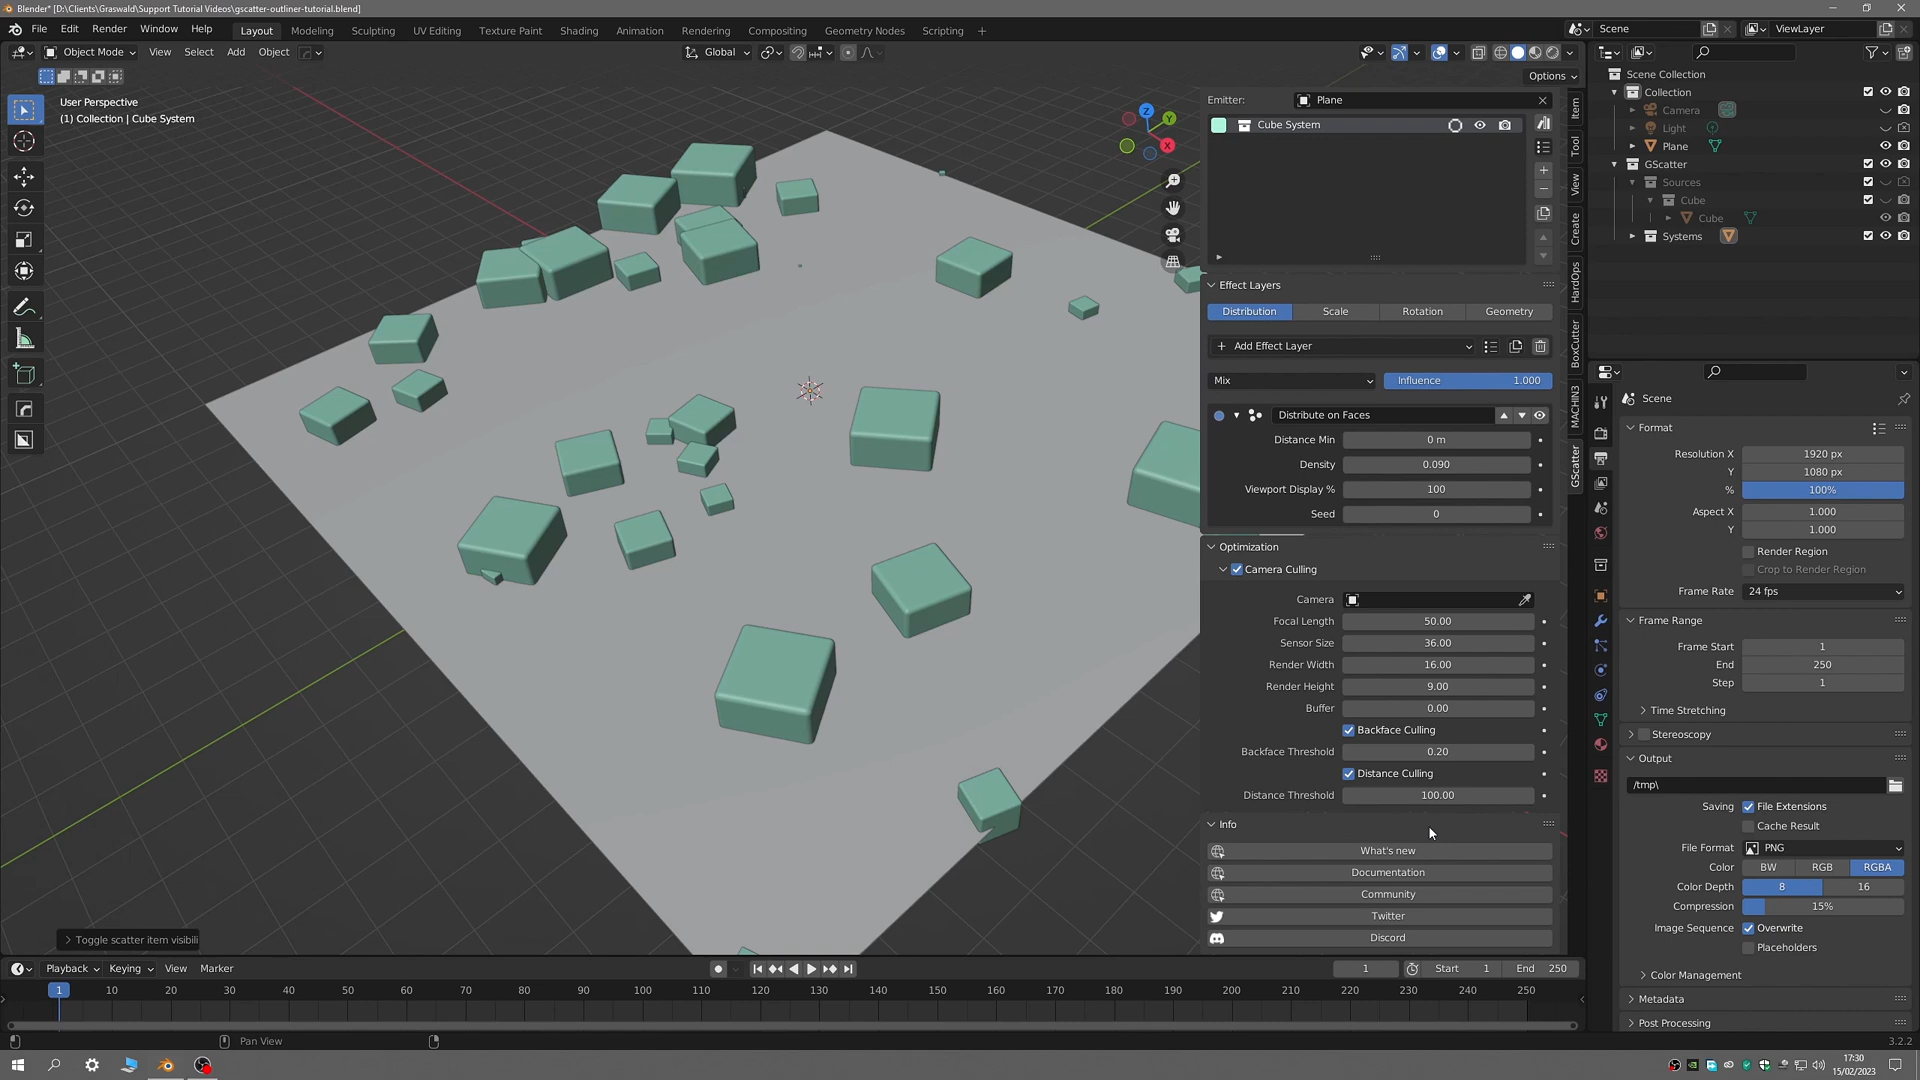 Blender* [D:\Clients\Graswald\Support Tutorial Videos\gscatter-outliner-tutorial.blend]
File Edit Render Window Help Layout Modeling Sculpting UV Editing Texture Paint Shading Animation Rendering Compositing Geometry Nodes Scripting + Scene ViewLayer
Object Mode View Select Add Object Global
Options
User Perspective
(1) Collection | Cube System
Z
Y
X
Emitter: Plane
Cube System
Effect Layers
Distribution Scale Rotation Geometry
+ Add Effect Layer
Mix Influence 1.000
Distribute on Faces
Distance Min 0 m
Density 0.090
Viewport Display % 100
Seed 0
Optimization
Camera Culling
Camera
Focal Length 50.00
Sensor Size 36.00
Render Width 16.00
Render Height 9.00
Buffer 0.00
Backface Culling
Backface Threshold 0.20
Distance Culling
Distance Threshold 100.00
Info
What's new
Documentation
Community
Twitter
Discord
Item
Tool
View
Create
HardOps
BoxCutter
MACHIN3
GScatter
Scene Collection
Collection
Camera
Light
Plane
GScatter
Sources
Cube
Cube
Systems
Scene
Format
Resolution X 1920 px
Y 1080 px
% 100%
Aspect X 1.000
Y 1.000
Render Region
Crop to Render Region
Frame Rate 24 fps
Frame Range
Frame Start 1
End 250
Step 1
Time Stretching
Stereoscopy
Output
/tmp\
Saving File Extensions
Cache Result
File Format PNG
Color BW RGB RGBA
Color Depth 8 16
Compression 15%
Image Sequence Overwrite
Placeholders
Color Management
Metadata
Post Processing
Toggle scatter item visibili
Playback Keying View Marker 1 Start 1 End 250
1 10 20 30 40 50 60 70 80 90 100 110 120 130 140 150 160 170 180 190 200 210 220 230 240 250
Pan View
3.2.2
17:30
15/02/2023